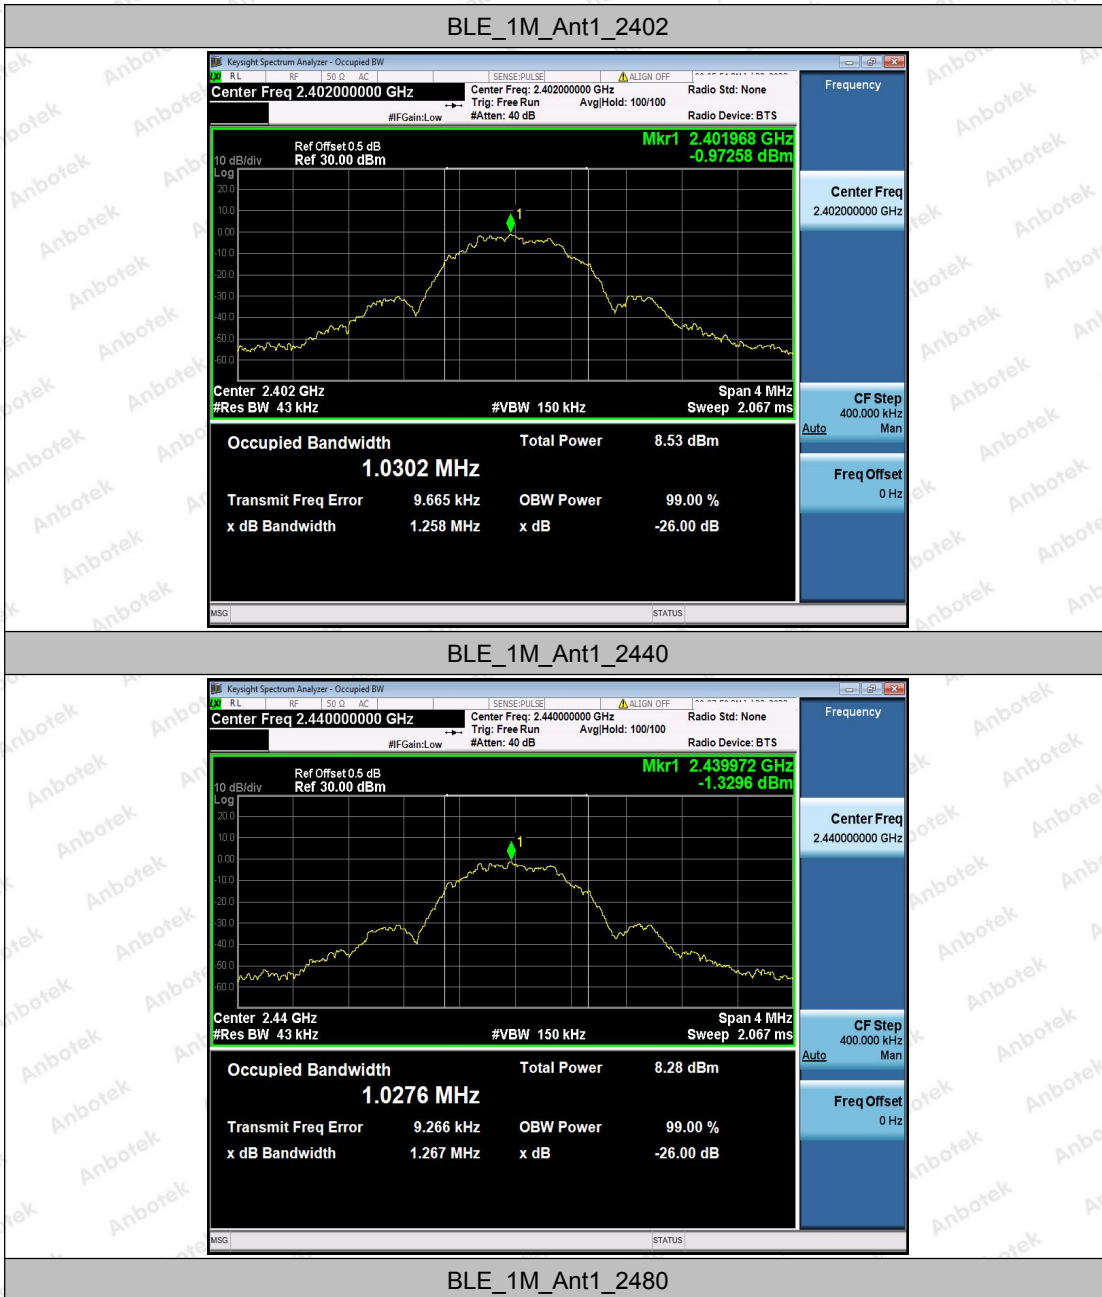 BLE_1M_Ant1_2402
Keysight Spectrum Analyzer - Occupied BW
RL RF 50 Ω AC SENSE:PULSE ALIGN OFF
Center Freq 2.402000000 GHz
Center Freq: 2.402000000 GHz Radio Std: None
Trig: Free Run Avg|Hold: 100/100
#IFGain:Low #Atten: 40 dB Radio Device: BTS
Frequency
Mkr1 2.401968 GHz
-0.97258 dBm
Ref Offset 0.5 dB
10 dB/div Ref 30.00 dBm
Log
20.0
10.0
0.00
-10.0
-20.0
-30.0
-40.0
-50.0
-60.0
1
Center 2.402 GHz Span 4 MHz
#Res BW 43 kHz #VBW 150 kHz Sweep 2.067 ms
Center Freq
2.402000000 GHz
CF Step
400.000 kHz
Auto Man
Freq Offset
0 Hz
Occupied Bandwidth Total Power 8.53 dBm
1.0302 MHz
Transmit Freq Error 9.665 kHz OBW Power 99.00 %
x dB Bandwidth 1.258 MHz x dB -26.00 dB
MSG STATUS
BLE_1M_Ant1_2440
Keysight Spectrum Analyzer - Occupied BW
RL RF 50 Ω AC SENSE:PULSE ALIGN OFF
Center Freq 2.440000000 GHz
Center Freq: 2.440000000 GHz Radio Std: None
Trig: Free Run Avg|Hold: 100/100
#IFGain:Low #Atten: 40 dB Radio Device: BTS
Frequency
Mkr1 2.439972 GHz
-1.3296 dBm
Ref Offset 0.5 dB
10 dB/div Ref 30.00 dBm
Log
20.0
10.0
0.00
-10.0
-20.0
-30.0
-40.0
-50.0
-60.0
1
Center 2.44 GHz Span 4 MHz
#Res BW 43 kHz #VBW 150 kHz Sweep 2.067 ms
Center Freq
2.440000000 GHz
CF Step
400.000 kHz
Auto Man
Freq Offset
0 Hz
Occupied Bandwidth Total Power 8.28 dBm
1.0276 MHz
Transmit Freq Error 9.266 kHz OBW Power 99.00 %
x dB Bandwidth 1.267 MHz x dB -26.00 dB
MSG STATUS
BLE_1M_Ant1_2480
Anbotek